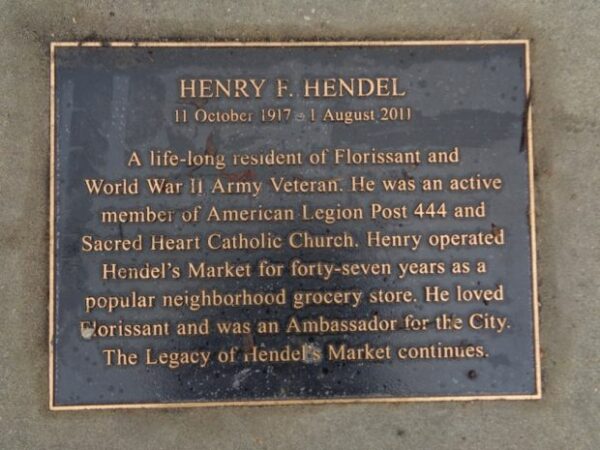 HENRY F. HENDEL
11 October 1917 - 1 August 2011
A life-long resident of Florissant and
World War II Army Veteran. He was an active
member of American Legion Post 444 and
Sacred Heart Catholic Church. Henry operated
Hendel's Market for forty-seven years as a
popular neighborhood grocery store. He loved
Florissant and was an Ambassador for the City.
The Legacy of Hendel's Market continues.